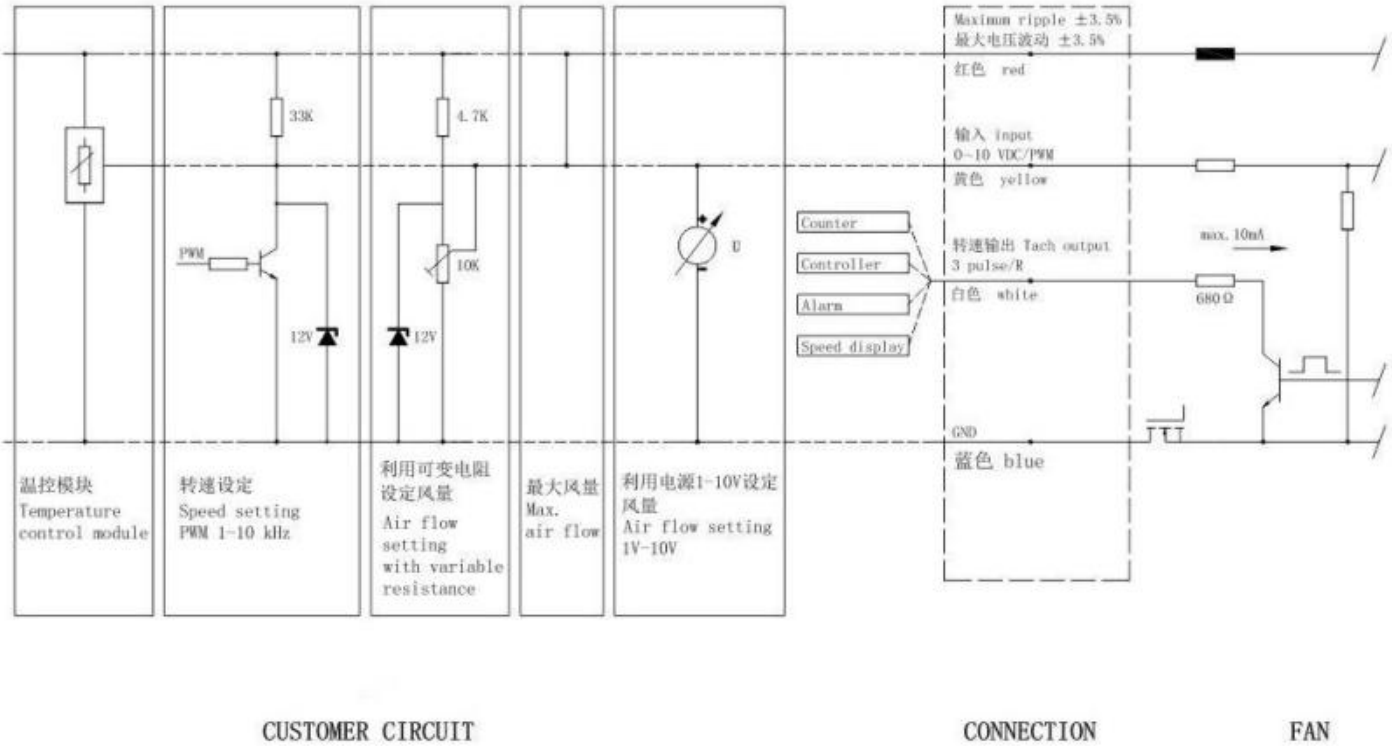 Maximum ripple ±3.5%
最大电压波动 ±3.5%
红色 red
33K
4.7K
输入 input
0~10 VDC/PWM
黄色 yellow
Counter
Controller
Alarm
Speed display
转速输出 Tach output
3 pulse/R
白色 white
max. 10mA
680Ω
PWM
10K
U
12V
12V
GND
蓝色 blue
温控模块
Temperature
control module
转速设定
Speed setting
PWM 1-10 kHz
利用可变电阻
设定风量
Air flow
setting
with variable
resistance
最大风量
Max.
air flow
利用电源1-10V设定
风量
Air flow setting
1V-10V
CUSTOMER CIRCUIT
CONNECTION
FAN